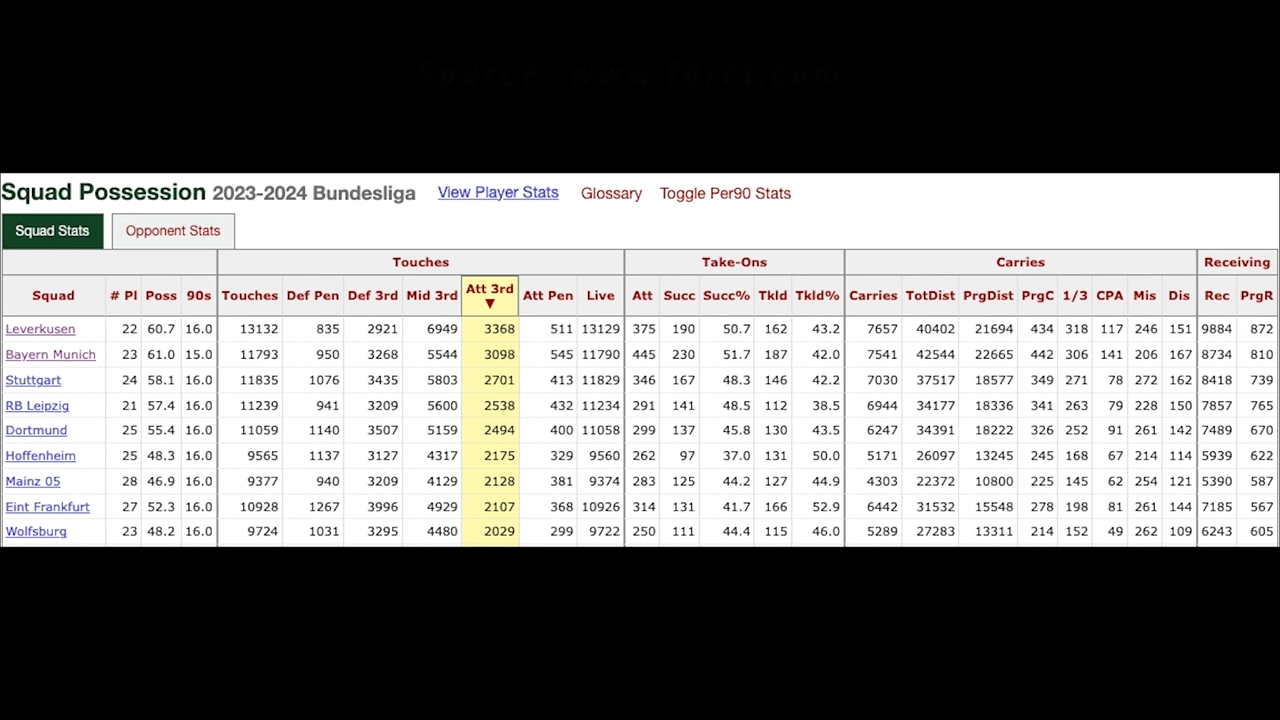 Source: www.fbref.com
Squad Possession 2023-2024 Bundesliga View Player Stats Glossary Toggle Per90 Stats
Squad Stats Opponent Stats
Touches Take-Ons Carries Receiving
Squad # Pl Poss 90s Touches Def Pen Def 3rd Mid 3rd Att 3rd ▼ Att Pen Live Att Succ Succ% Tkld Tkld% Carries TotDist PrgDist PrgC 1/3 CPA Mis Dis Rec PrgR
Leverkusen 22 60.7 16.0 13132 835 2921 6949 3368 511 13129 375 190 50.7 162 43.2 7657 40402 21694 434 318 117 246 151 9884 872
Bayern Munich 23 61.0 15.0 11793 950 3268 5544 3098 545 11790 445 230 51.7 187 42.0 7541 42544 22665 442 306 141 206 167 8734 810
Stuttgart 24 58.1 16.0 11835 1076 3435 5803 2701 413 11829 346 167 48.3 146 42.2 7030 37517 18577 349 271 78 272 162 8418 739
RB Leipzig 21 57.4 16.0 11239 941 3209 5600 2538 432 11234 291 141 48.5 112 38.5 6944 34177 18336 341 263 79 228 150 7857 765
Dortmund 25 55.4 16.0 11059 1140 3507 5159 2494 400 11058 299 137 45.8 130 43.5 6247 34391 18222 326 252 91 261 142 7489 670
Hoffenheim 25 48.3 16.0 9565 1137 3127 4317 2175 329 9560 262 97 37.0 131 50.0 5171 26097 13245 245 168 67 214 114 5939 622
Mainz 05 28 46.9 16.0 9377 940 3209 4129 2128 381 9374 283 125 44.2 127 44.9 4303 22372 10800 225 145 62 254 121 5390 587
Eint Frankfurt 27 52.3 16.0 10928 1267 3996 4929 2107 368 10926 314 131 41.7 166 52.9 6442 31532 15548 278 198 81 261 144 7185 567
Wolfsburg 23 48.2 16.0 9724 1031 3295 4480 2029 299 9722 250 111 44.4 115 46.0 5289 27283 13311 214 152 49 262 109 6243 605